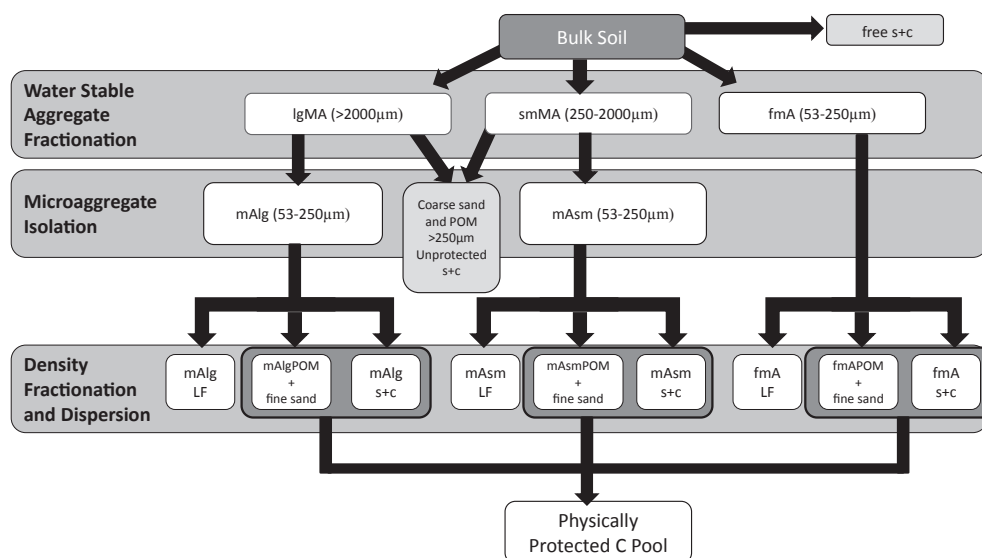 Bulk Soil
free s+c
Water Stable
Aggregate
Fractionation
lgMA (>2000μm)
smMA (250-2000μm)
fmA (53-250μm)
Microaggregate
Isolation
mAlg (53-250μm)
Coarse sand
and POM
>250μm
Unprotected
s+c
mAsm (53-250μm)
Density
Fractionation
and Dispersion
mAlg
LF
mAlgPOM
+
fine sand
mAlg
s+c
mAsm
LF
mAsmPOM
+
fine sand
mAsm
s+c
fmA
LF
fmAPOM
+
fine sand
fmA
s+c
Physically
Protected C Pool